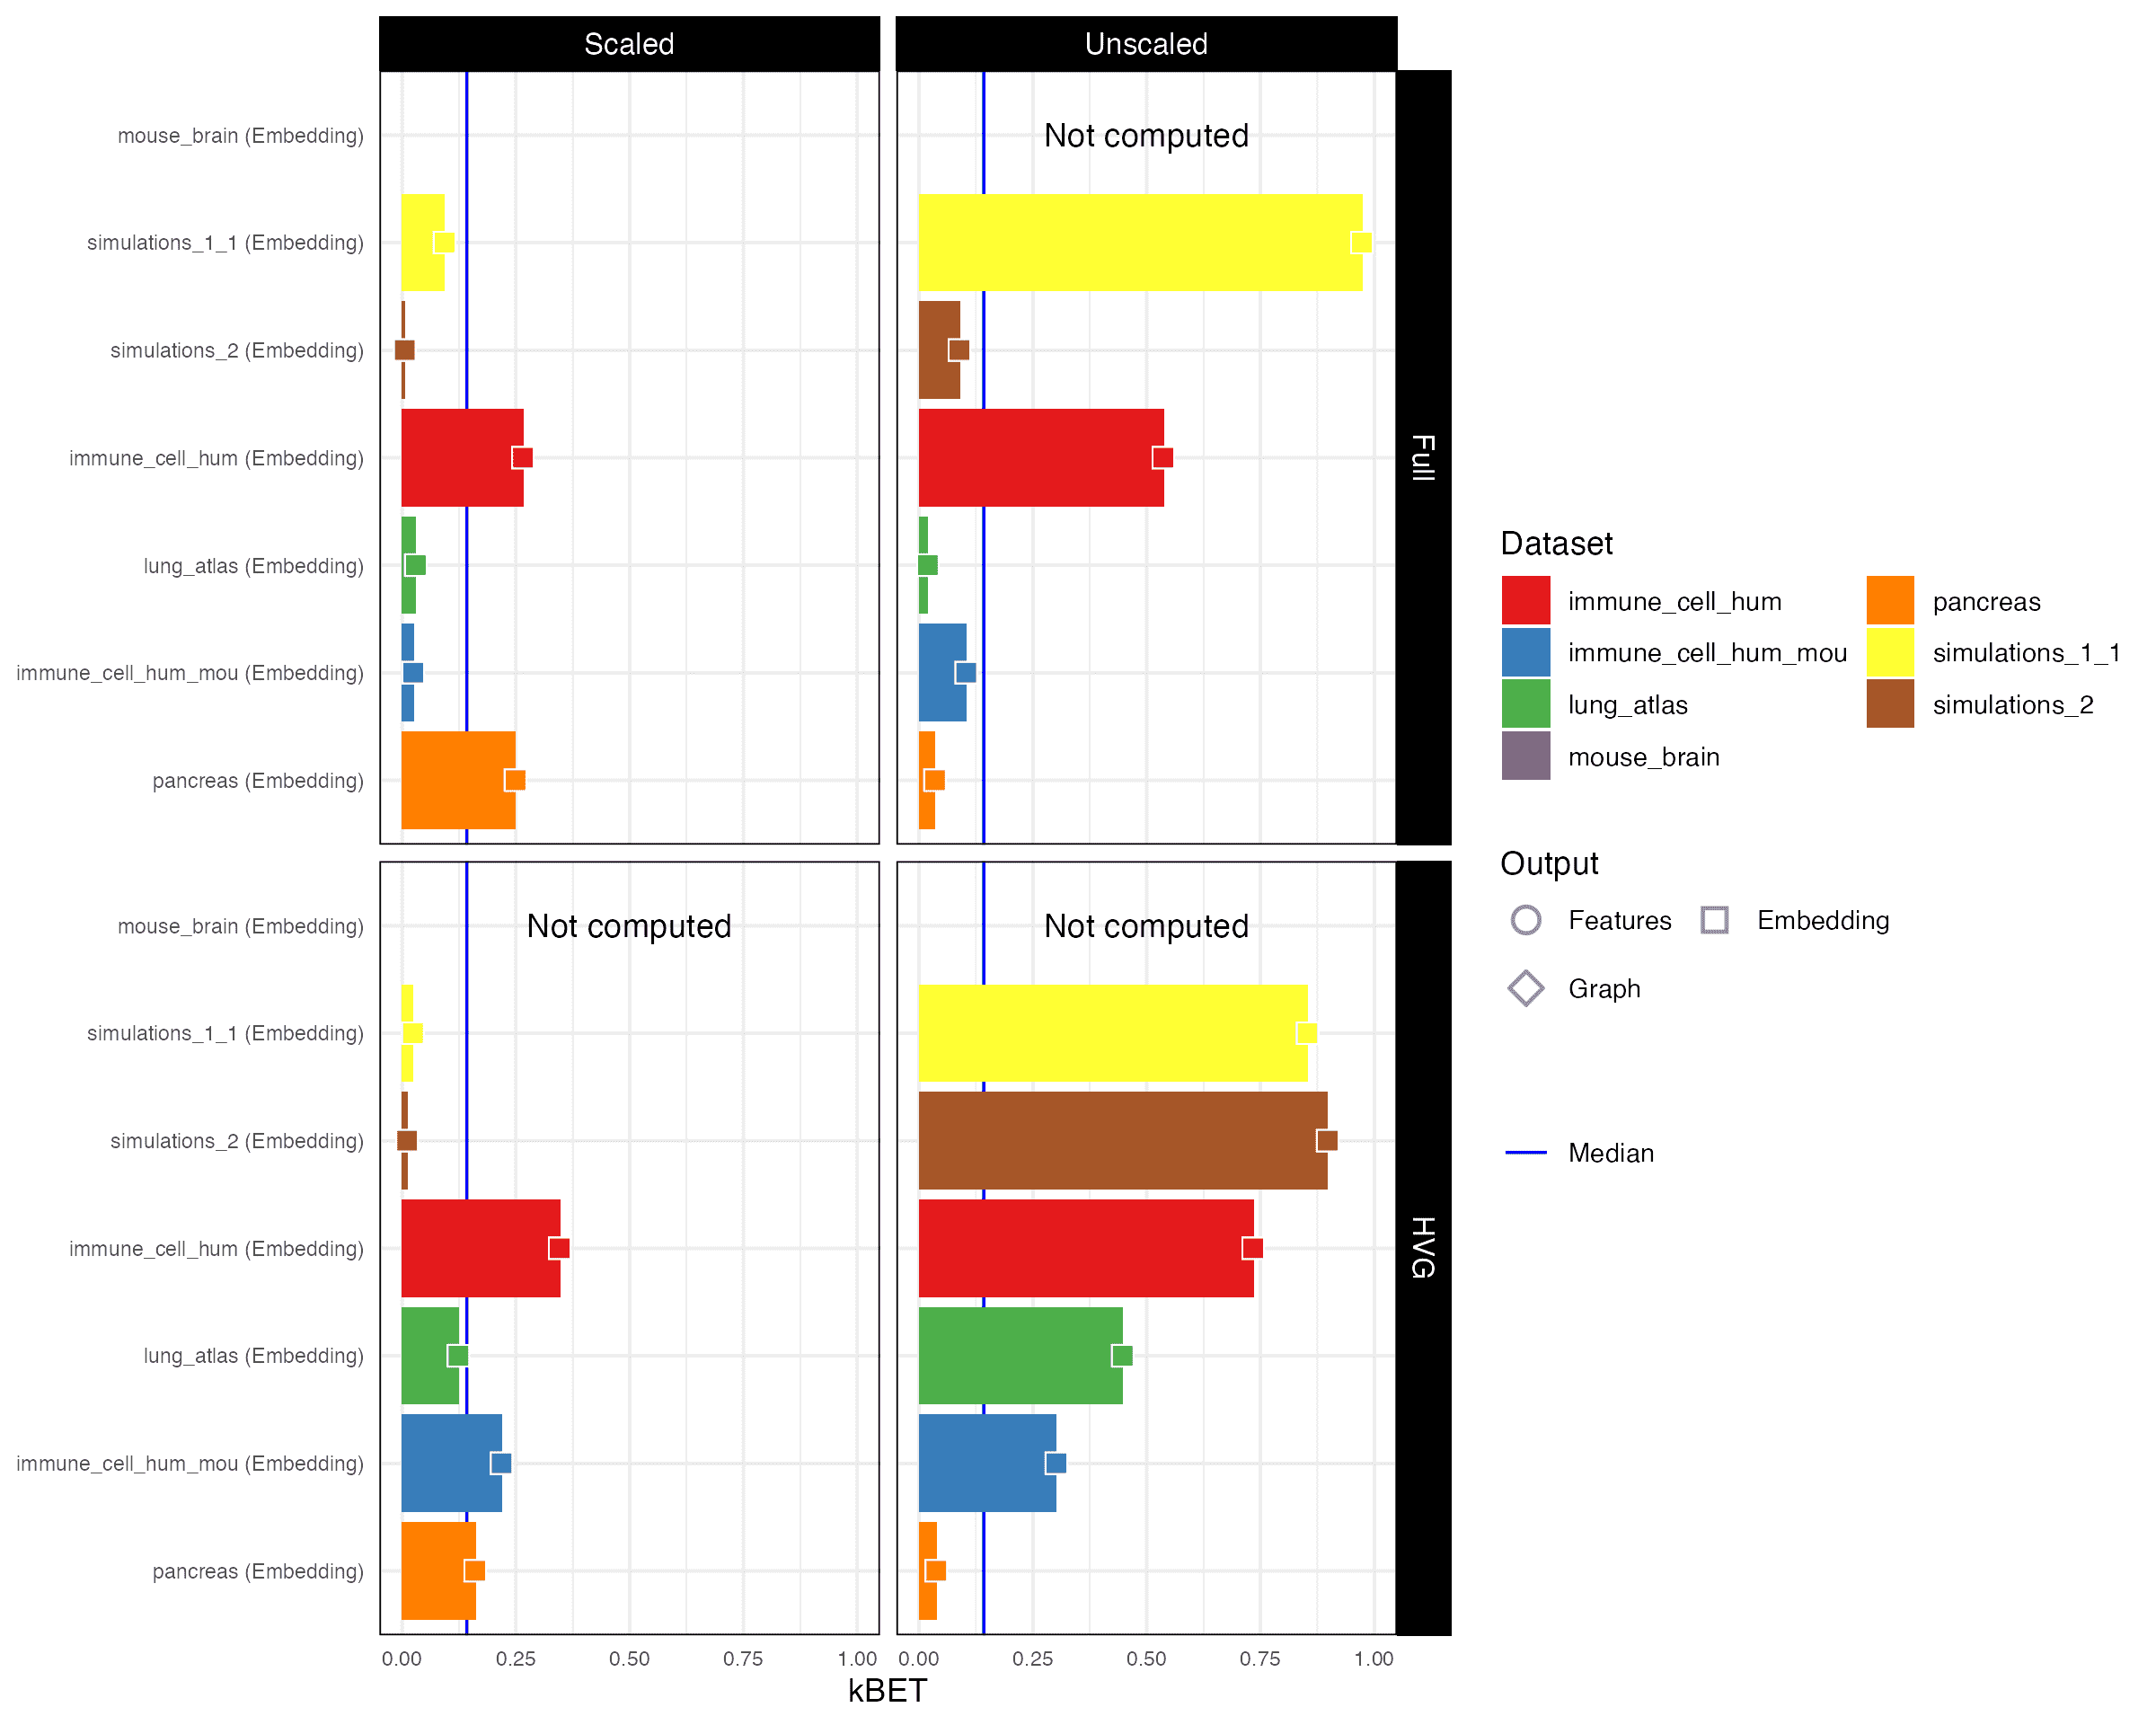 Scaled
Unscaled
mouse_brain (Embedding)
Not computed
simulations_1_1 (Embedding)
simulations_2 (Embedding)
immune_cell_hum (Embedding)
lung_atlas (Embedding)
immune_cell_hum_mou (Embedding)
pancreas (Embedding)
Full
mouse_brain (Embedding)
Not computed
Not computed
simulations_1_1 (Embedding)
simulations_2 (Embedding)
immune_cell_hum (Embedding)
lung_atlas (Embedding)
immune_cell_hum_mou (Embedding)
pancreas (Embedding)
HVG
0.00 0.25 0.50 0.75 1.00
0.00 0.25 0.50 0.75 1.00
kBET
Dataset
immune_cell_hum
immune_cell_hum_mou
lung_atlas
mouse_brain
pancreas
simulations_1_1
simulations_2
Output
Features
Embedding
Graph
Median